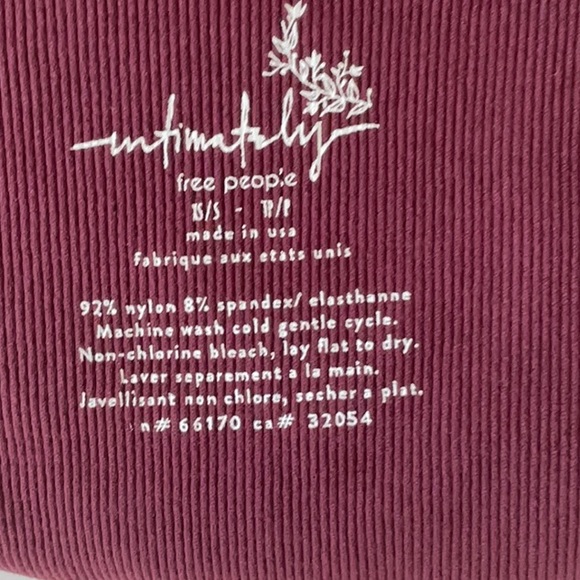 intimately
free people
XS/S - TP/P
made in usa
fabrique aux etats unis
92% nylon 8% spandex/ elasthanne
Machine wash cold gentle cycle.
Non-chlorine bleach, lay flat to dry.
Laver separement a la main.
Javellisant non chlore, secher a plat.
rn# 66170 ca# 32054